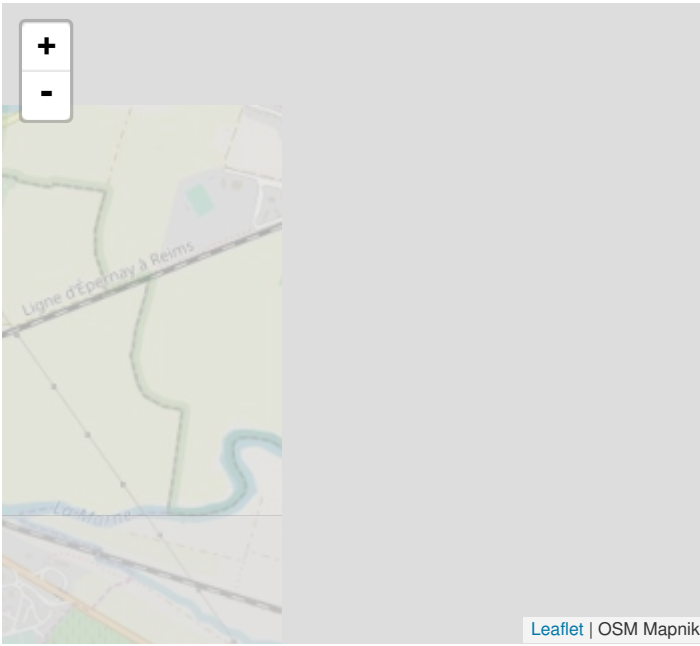 +
-
Ligne d'Épernay à Reims
La Marne
Leaflet | OSM Mapnik